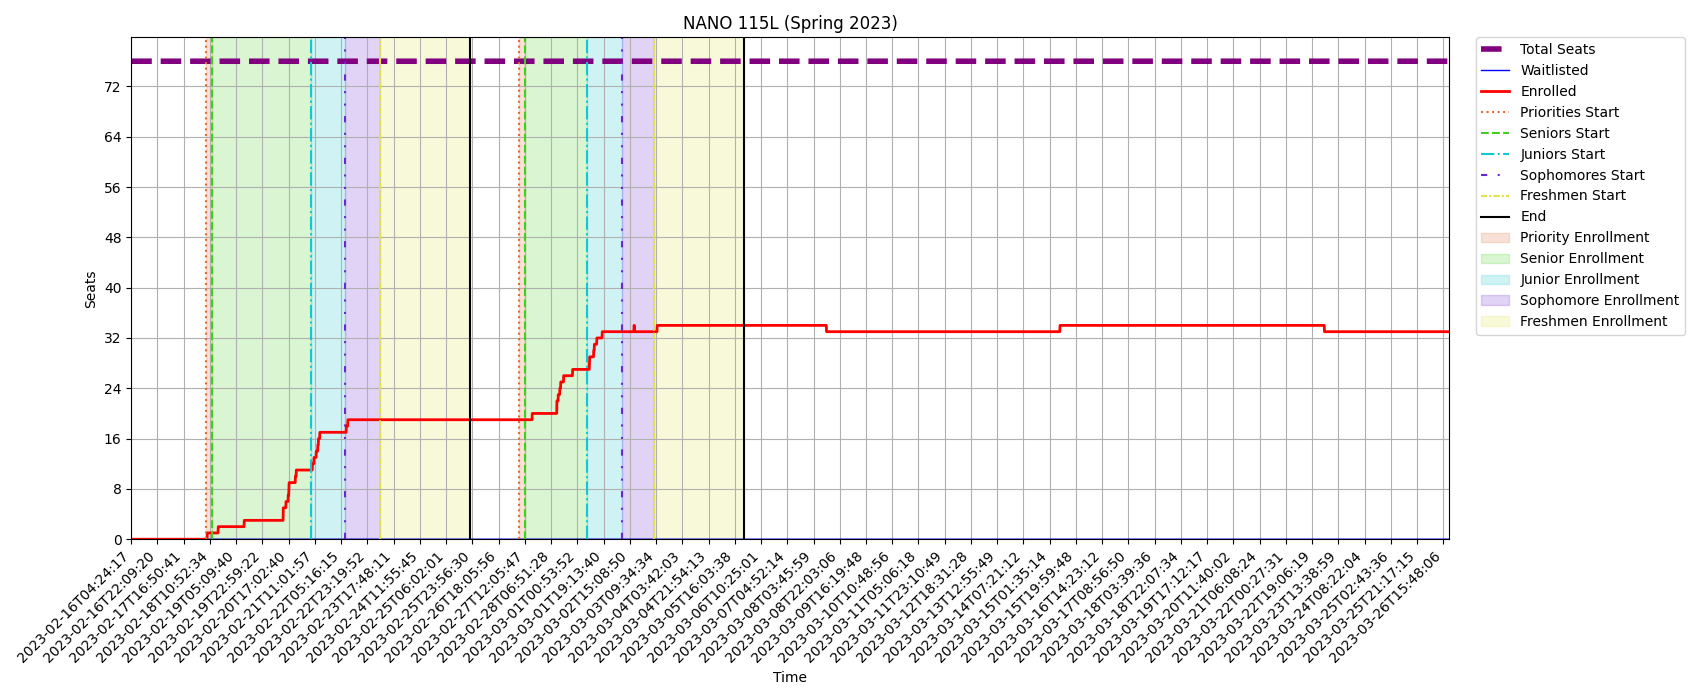 NANO 115L (Spring 2023)
Seats
72
64
56
48
40
32
24
16
8
0
2023-02-16T04:24:17
2023-02-16T22:09:20
2023-02-17T16:50:41
2023-02-18T10:52:34
2023-02-19T05:09:40
2023-02-19T22:59:22
2023-02-20T17:02:40
2023-02-21T11:01:57
2023-02-22T05:16:15
2023-02-22T23:19:52
2023-02-23T17:48:11
2023-02-24T11:55:45
2023-02-25T06:02:01
2023-02-25T23:56:30
2023-02-26T18:05:56
2023-02-27T12:05:47
2023-02-28T06:51:28
2023-03-01T00:53:52
2023-03-01T19:13:40
2023-03-02T15:08:50
2023-03-03T09:34:34
2023-03-04T03:42:03
2023-03-04T21:54:13
2023-03-05T16:03:38
2023-03-06T10:25:01
2023-03-07T04:52:14
2023-03-08T03:45:59
2023-03-08T22:03:06
2023-03-09T16:19:48
2023-03-10T10:48:56
2023-03-11T05:06:18
2023-03-11T23:10:49
2023-03-12T18:31:28
2023-03-13T12:55:49
2023-03-14T07:21:12
2023-03-15T01:35:14
2023-03-15T19:59:48
2023-03-16T14:23:12
2023-03-17T08:56:50
2023-03-18T03:39:36
2023-03-18T22:07:34
2023-03-19T17:12:17
2023-03-20T11:40:02
2023-03-21T06:08:24
2023-03-22T00:27:31
2023-03-22T19:06:19
2023-03-23T13:38:59
2023-03-24T08:22:04
2023-03-25T02:43:36
2023-03-25T21:17:15
2023-03-26T15:48:06
Time
Total Seats
Waitlisted
Enrolled
Priorities Start
Seniors Start
Juniors Start
Sophomores Start
Freshmen Start
End
Priority Enrollment
Senior Enrollment
Junior Enrollment
Sophomore Enrollment
Freshmen Enrollment